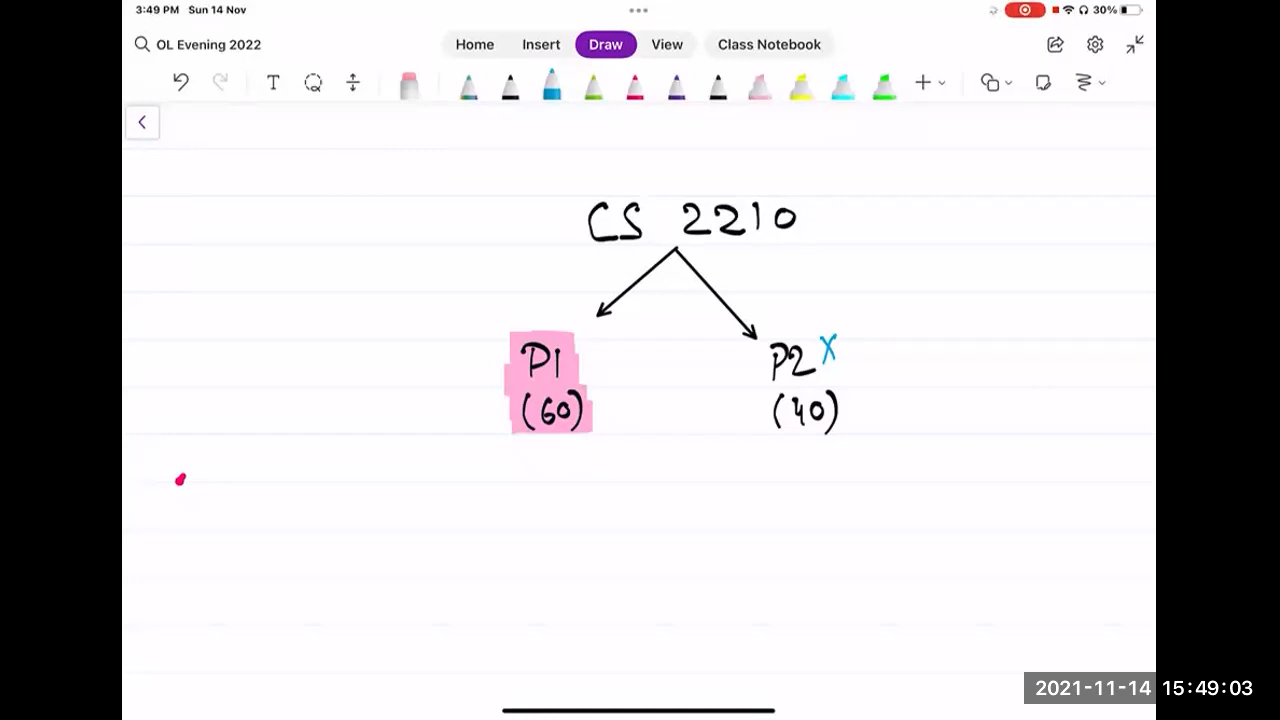 3:49 PM Sun 14 Nov
30%
OL Evening 2022
Home Insert Draw View Class Notebook
CS 2210
P1
P2 X
(60)
(40)
2021-11-14 15:49:03